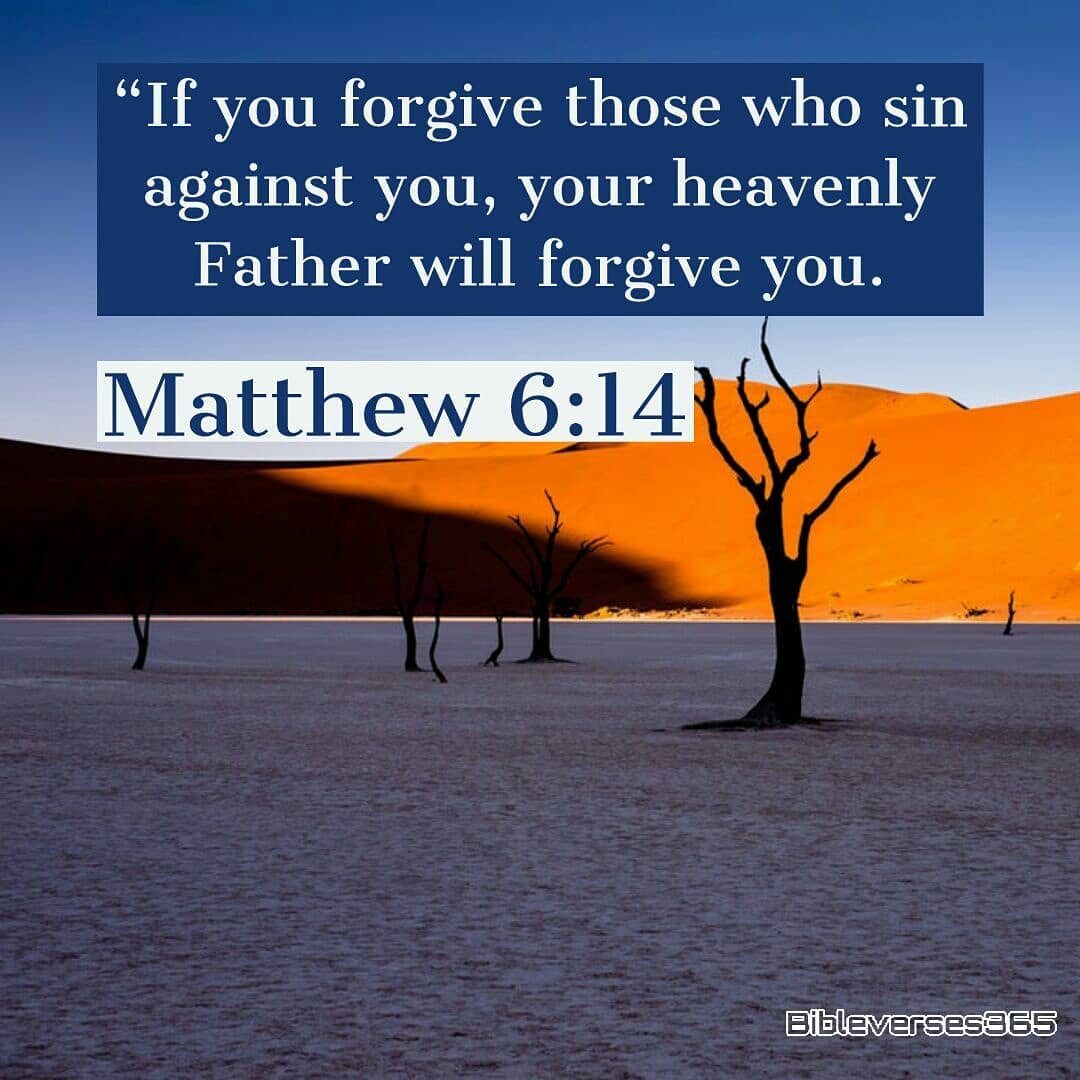 “If you forgive those who sin
against you, your heavenly
Father will forgive you.
Matthew 6:14
Bibleverses365